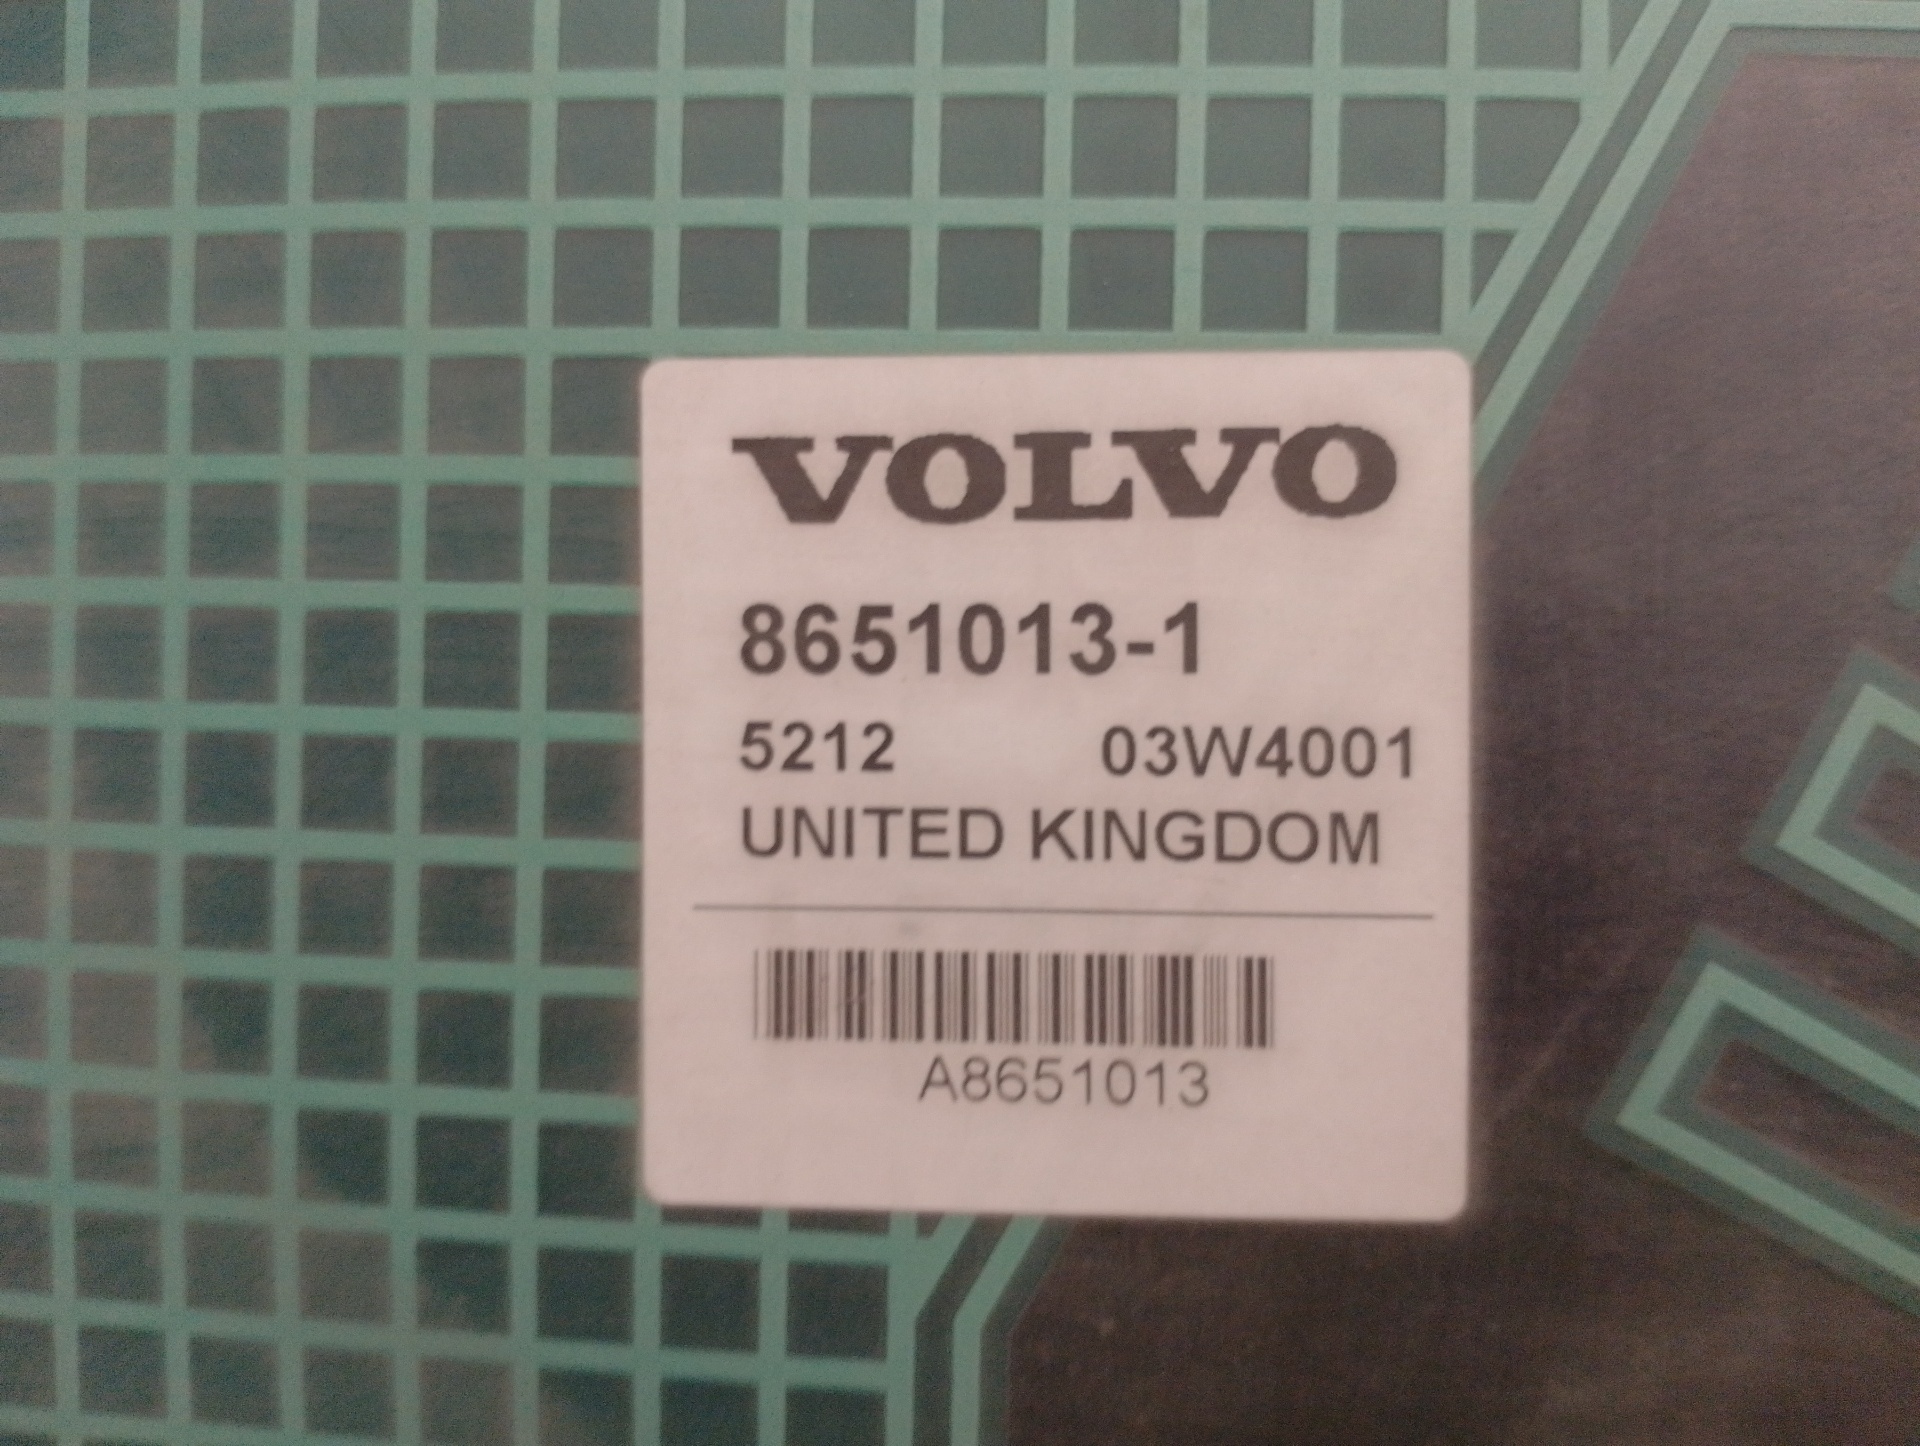 VOLVO
8651013-1
5212 03W4001
UNITED KINGDOM
A8651013